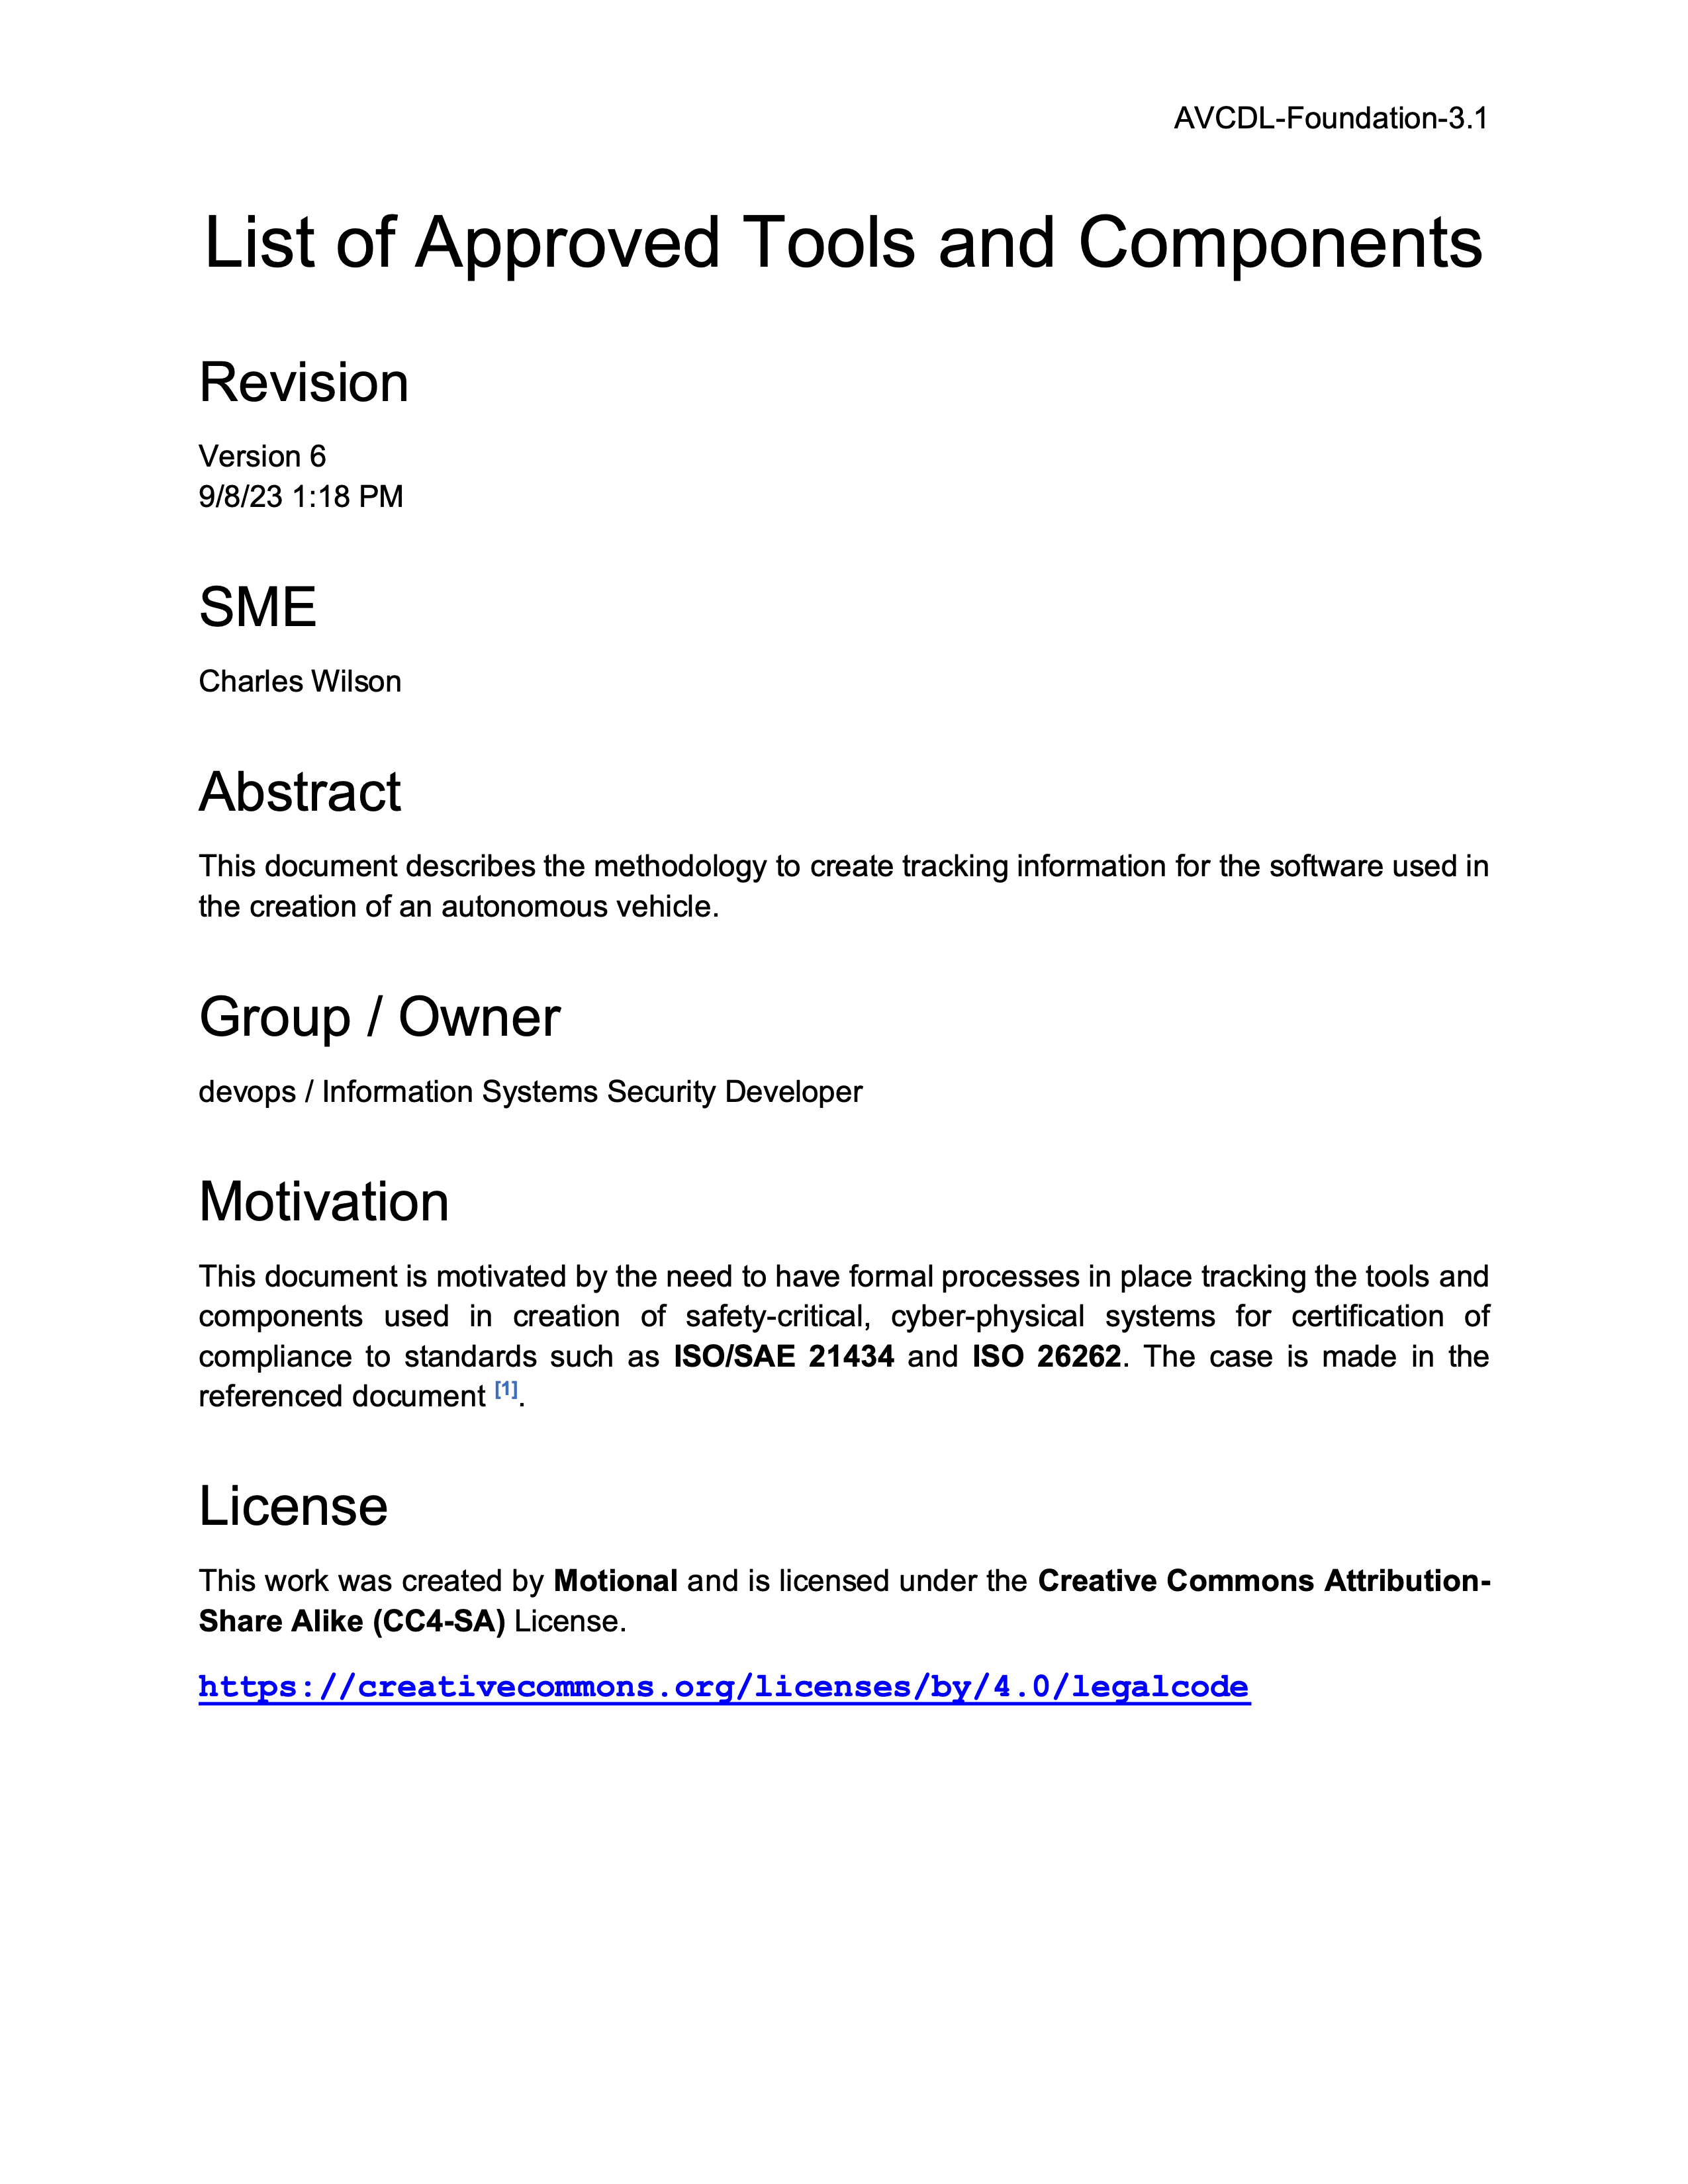 AVCDL-Foundation-3.1
List of Approved Tools and Components
Revision
Version 6
9/8/23 1:18 PM
SME
Charles Wilson
Abstract
This document describes the methodology to create tracking information for the software used in
the creation of an autonomous vehicle.
Group / Owner
devops / Information Systems Security Developer
Motivation
This document is motivated by the need to have formal processes in place tracking the tools and
components used in creation of safety-critical, cyber-physical systems for certification of
compliance to standards such as ISO/SAE 21434 and ISO 26262. The case is made in the
referenced document [1].
License
This work was created by Motional and is licensed under the Creative Commons Attribution-
Share Alike (CC4-SA) License.
https://creativecommons.org/licenses/by/4.0/legalcode